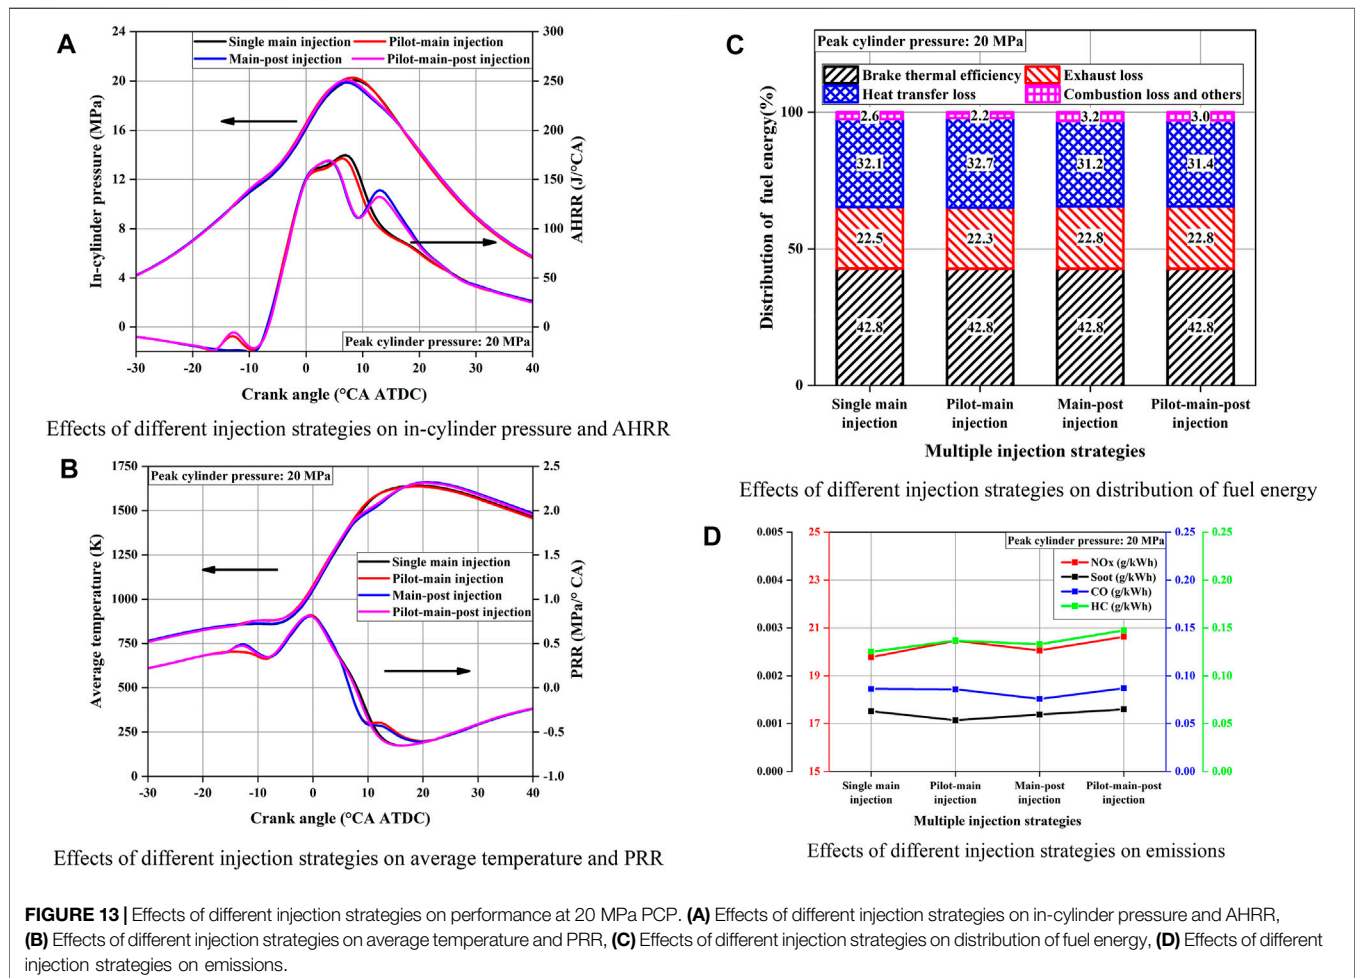 A
24
20
16
12
8
4
0
In-cylinder pressure (MPa)
Single main injection
Pilot-main injection
Main-post injection
Pilot-main-post injection
300
250
200
150
100
50
0
AHRR (J/°CA)
Peak cylinder pressure: 20 MPa
-30
-20
-10
0
10
20
30
40
Crank angle (°CA ATDC)
Effects of different injection strategies on in-cylinder pressure and AHRR
B
1750
1500
1250
1000
750
500
250
0
Average temperature (K)
Peak cylinder pressure: 20 MPa
Single main injection
Pilot-main injection
Main-post injection
Pilot-main-post injection
2.5
2.0
1.5
1.0
0.5
0.0
-0.5
-1.0
PRR (MPa/° CA)
-30
-20
-10
0
10
20
30
40
Crank angle (°CA ATDC)
Effects of different injection strategies on average temperature and PRR
C
Peak cylinder pressure: 20 MPa
Brake thermal efficiency
Exhaust loss
Heat transfer loss
Combustion loss and others
100
50
0
Distribution of fuel energy(%)
2.6
2.2
3.2
3.0
32.1
32.7
31.2
31.4
22.5
22.3
22.8
22.8
42.8
42.8
42.8
42.8
Single main
injection
Pilot-main
injection
Main-post
injection
Pilot-main-post
injection
Multiple injection strategies
Effects of different injection strategies on distribution of fuel energy
D
0.005
0.004
0.003
0.002
0.001
0.000
25
23
21
19
17
15
Peak cylinder pressure: 20 MPa
NOx (g/kWh)
Soot (g/kWh)
CO (g/kWh)
HC (g/kWh)
0.25
0.20
0.15
0.10
0.05
0.00
0.25
0.20
0.15
0.10
0.05
0.00
Single main
injection
Pilot-main
injection
Main-post
injection
Pilot-main-post
injection
Multiple injection strategies
Effects of different injection strategies on emissions
FIGURE 13 | Effects of different injection strategies on performance at 20 MPa PCP. (A) Effects of different injection strategies on in-cylinder pressure and AHRR,
(B) Effects of different injection strategies on average temperature and PRR, (C) Effects of different injection strategies on distribution of fuel energy, (D) Effects of different
injection strategies on emissions.